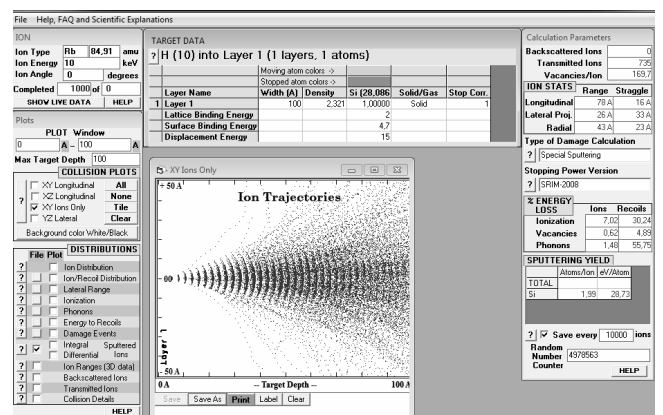 File Help, FAQ and Scientific Explanations
ION
Ion Type Rb 84,91 amu
Ion Energy 10 keV
Ion Angle 0 degrees
Completed 1000 of 0
SHOW LIVE DATA HELP
Plots
PLOT Window
0 A - 100 A
Max Target Depth 100
COLLISION PLOTS
? XY Longitudinal All
XZ Longitudinal None
XY Ions Only Tile
YZ Lateral Clear
Background color White/Black
File Plot DISTRIBUTIONS
? Ion Distribution
? Ion/Recoil Distribution
? Lateral Range
? Ionization
? Phonons
? Energy to Recoils
? Damage Events
? Integral Sputtered
Differential Ions
? Ion Ranges (3D data)
? Backscattered Ions
? Transmitted Ions
? Collision Details
HELP
TARGET DATA
? H (10) into Layer 1 (1 layers, 1 atoms)
Moving atom colors ->
Stopped atom colors ->
Layer Name Width (A) Density Si (28,086 Solid/Gas Stop Corr.
1 Layer 1 100 2,321 1,00000 Solid 1
Lattice Binding Energy 2
Surface Binding Energy 4,7
Displacement Energy 15
XY Ions Only
+ 50 A
Ion Trajectories
00
Layer 1
- 50 A
0 A -- Target Depth -- 100 A
Save Save As Print Label Clear
Calculation Parameters
Backscattered Ions 0
Transmitted Ions 735
Vacancies/Ion 169,7
ION STATS Range Straggle
Longitudinal 78 A 16 A
Lateral Proj. 26 A 33 A
Radial 43 A 23 A
Type of Damage Calculation
? Special Sputtering
Stopping Power Version
? SRIM-2008
% ENERGY LOSS Ions Recoils
Ionization 7,02 30,24
Vacancies 0,62 4,89
Phonons 1,48 55,75
SPUTTERING YIELD
Atoms/Ion eV/Atom
TOTAL
Si 1,99 28,73
? Save every 10000 ions
Random
Number 4978563
Counter
HELP